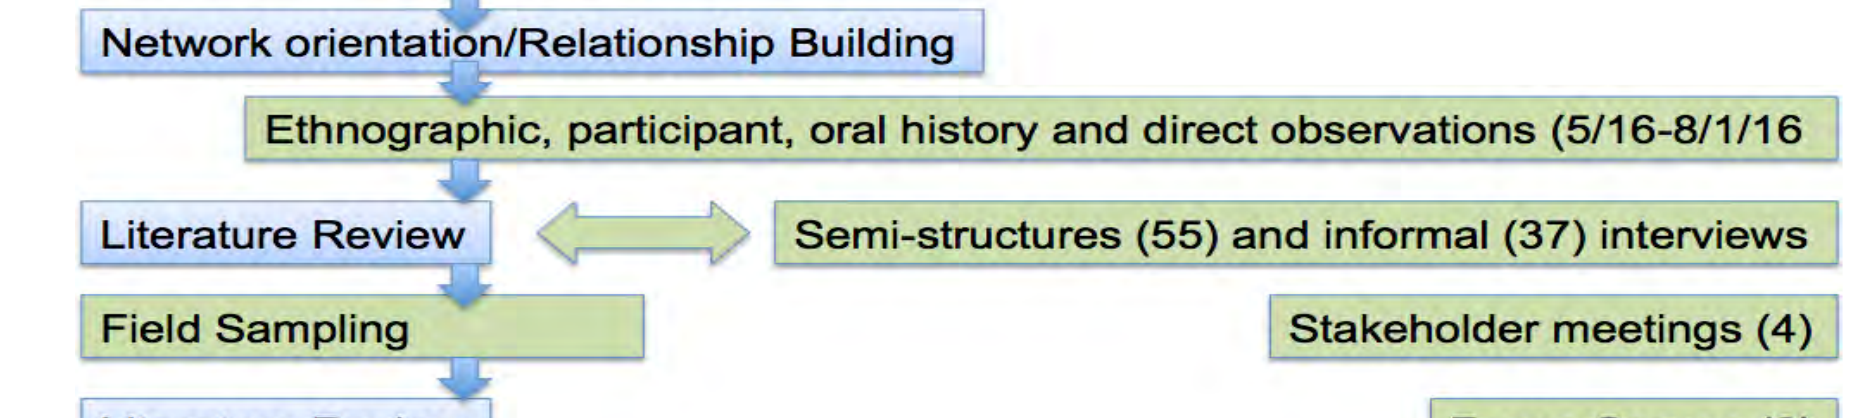 Network orientation/Relationship Building
Ethnographic, participant, oral history and direct observations (5/16-8/1/16
Literature Review
Semi-structures (55) and informal (37) interviews
Field Sampling
Stakeholder meetings (4)